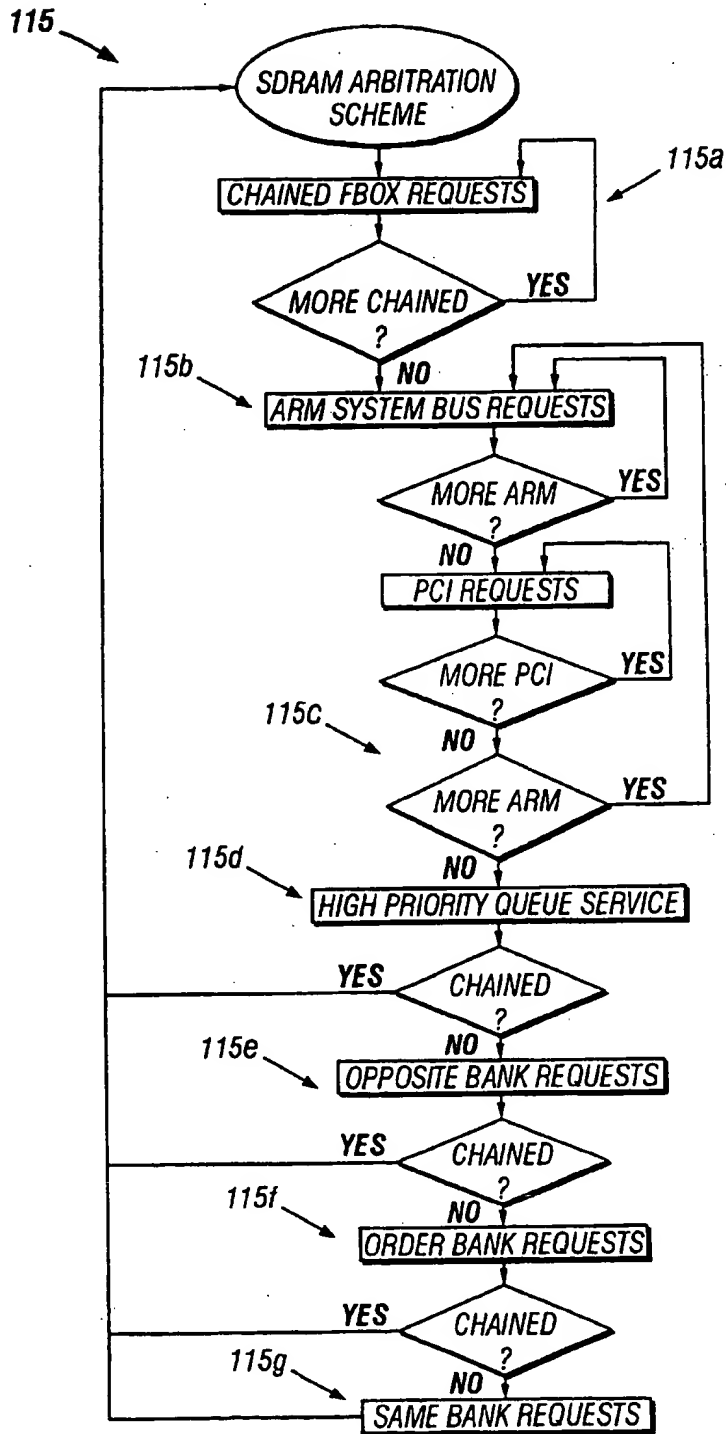 115
SDRAM ARBITRATION
SCHEME
115a
CHAINED FBOX REQUESTS
MORE CHAINED
?
YES
NO
115b
ARM SYSTEM BUS REQUESTS
MORE ARM
?
YES
NO
PCI REQUESTS
MORE PCI
?
YES
115c
NO
MORE ARM
?
YES
115d
NO
HIGH PRIORITY QUEUE SERVICE
YES
CHAINED
?
115e
NO
OPPOSITE BANK REQUESTS
YES
CHAINED
?
115f
NO
ORDER BANK REQUESTS
YES
CHAINED
?
115g
NO
SAME BANK REQUESTS